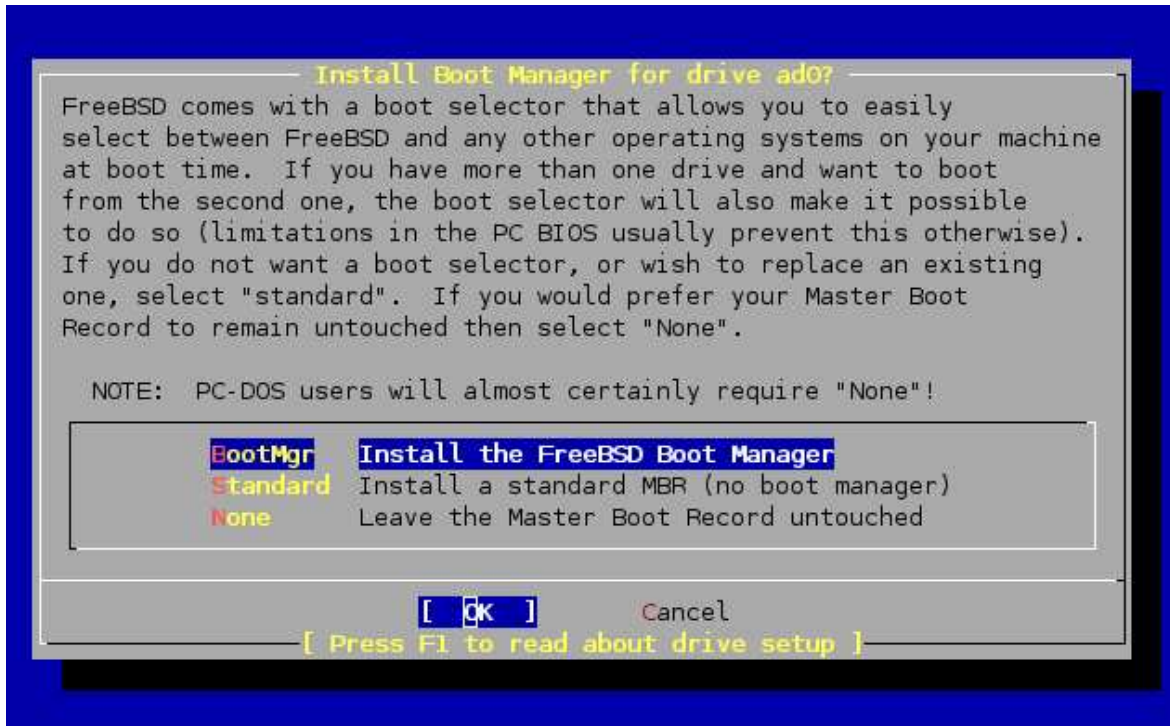 Install Boot Manager for drive ad0?
FreeBSD comes with a boot selector that allows you to easily
select between FreeBSD and any other operating systems on your machine
at boot time.  If you have more than one drive and want to boot
from the second one, the boot selector will also make it possible
to do so (limitations in the PC BIOS usually prevent this otherwise).
If you do not want a boot selector, or wish to replace an existing
one, select "standard".  If you would prefer your Master Boot
Record to remain untouched then select "None".
NOTE:  PC-DOS users will almost certainly require "None"!
BootMgr   Install the FreeBSD Boot Manager
Standard  Install a standard MBR (no boot manager)
None      Leave the Master Boot Record untouched
[  OK  ]       Cancel
[ Press F1 to read about drive setup ]